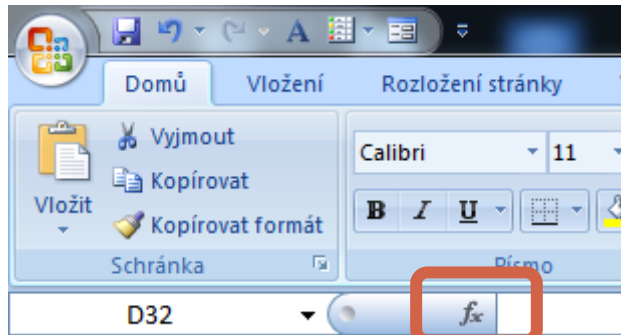 A
Domů Vložení Rozložení stránky
Vyjmout
Kopírovat
Kopírovat formát
Vložit
Schránka
Calibri 11
B I U
Písmo
D32 fx